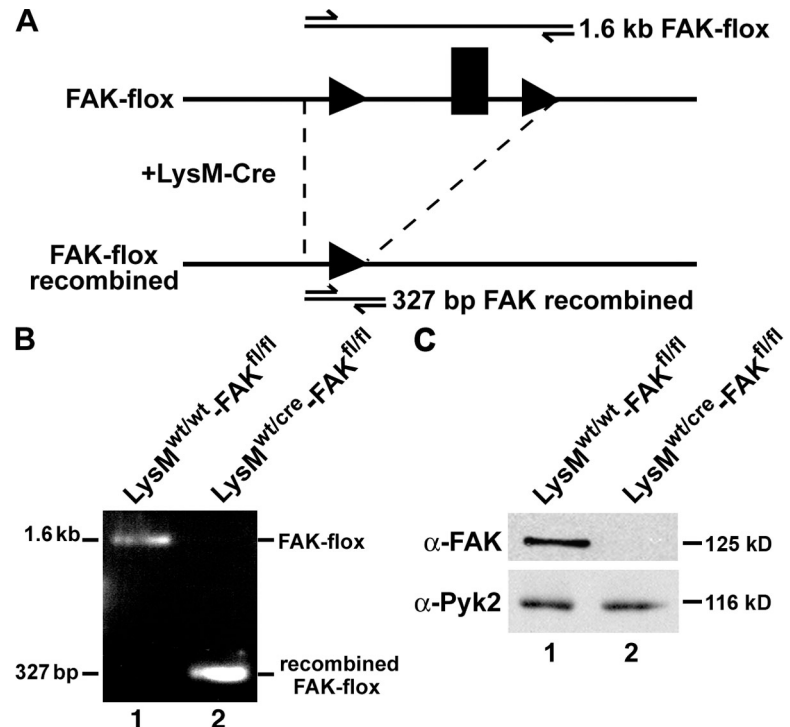 A
1.6 kb FAK-flox
FAK-flox
+LysM-Cre
FAK-flox
recombined
327 bp FAK recombined
B
LysMwt/wt-FAKfl/fl
LysMwt/cre-FAKfl/fl
1.6 kb
FAK-flox
327 bp
recombined
FAK-flox
1
2
C
LysMwt/wt-FAKfl/fl
LysMwt/cre-FAKfl/fl
α-FAK
125 kD
α-Pyk2
116 kD
1
2